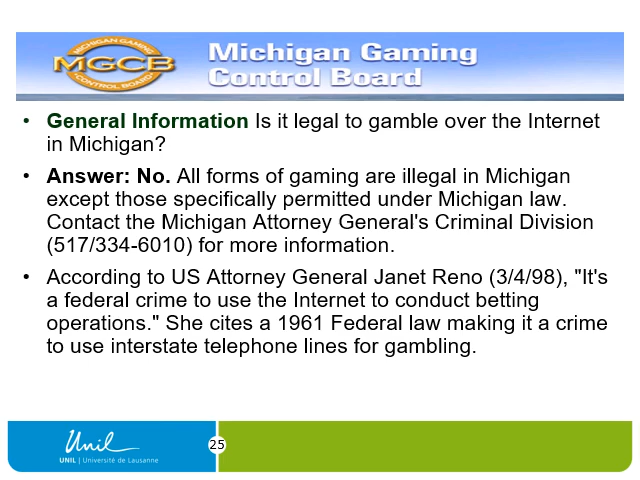 MICHIGAN GAMING
MGCB
CONTROL BOARD
Michigan Gaming
Control Board
• General Information Is it legal to gamble over the Internet
in Michigan?
• Answer: No. All forms of gaming are illegal in Michigan
except those specifically permitted under Michigan law.
Contact the Michigan Attorney General's Criminal Division
(517/334-6010) for more information.
• According to US Attorney General Janet Reno (3/4/98), "It's
a federal crime to use the Internet to conduct betting
operations." She cites a 1961 Federal law making it a crime
to use interstate telephone lines for gambling.
Unil
UNIL | Université de Lausanne
25